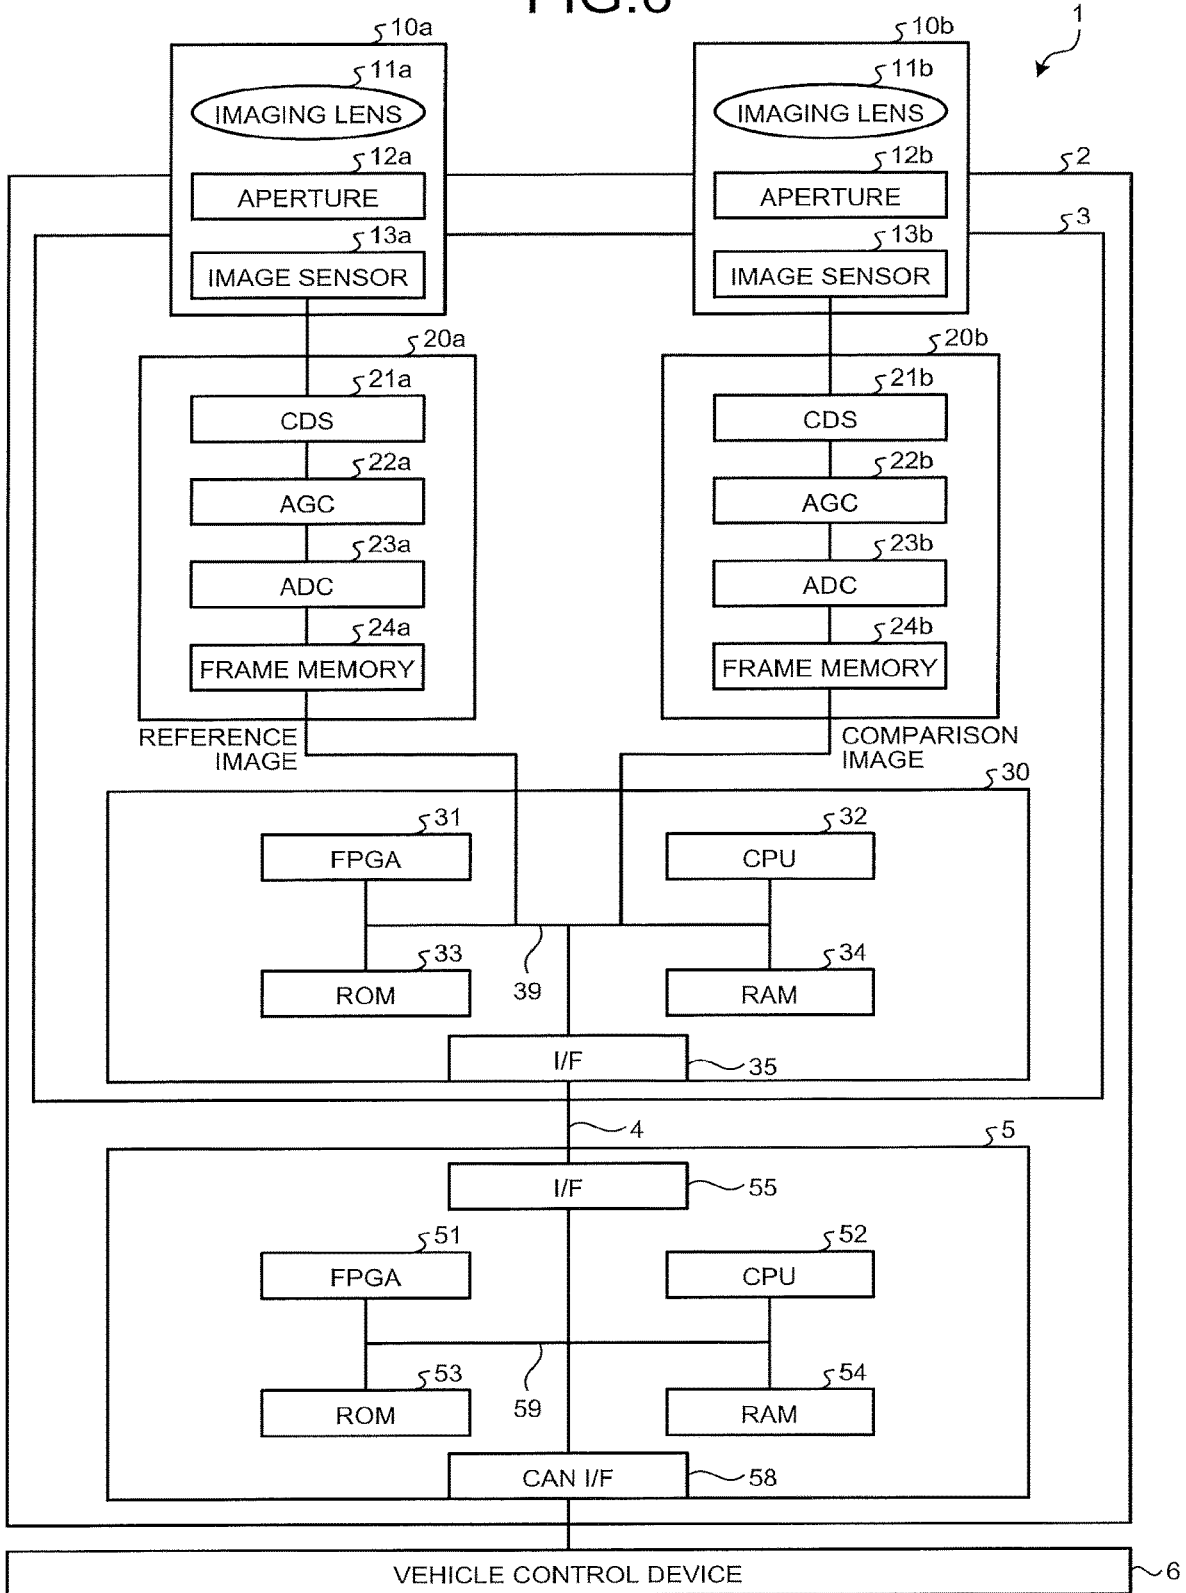 FIG.6
1
10a
10b
11a
11b
IMAGING LENS
IMAGING LENS
12a
12b
2
APERTURE
APERTURE
13a
13b
3
IMAGE SENSOR
IMAGE SENSOR
20a
20b
21a
21b
CDS
CDS
22a
22b
AGC
AGC
23a
23b
ADC
ADC
24a
24b
FRAME MEMORY
FRAME MEMORY
REFERENCE
IMAGE
COMPARISON
IMAGE
30
31
32
FPGA
CPU
33
34
ROM
39
RAM
I/F
35
4
5
I/F
55
51
52
FPGA
CPU
53
54
ROM
59
RAM
CAN I/F
58
VEHICLE CONTROL DEVICE
6